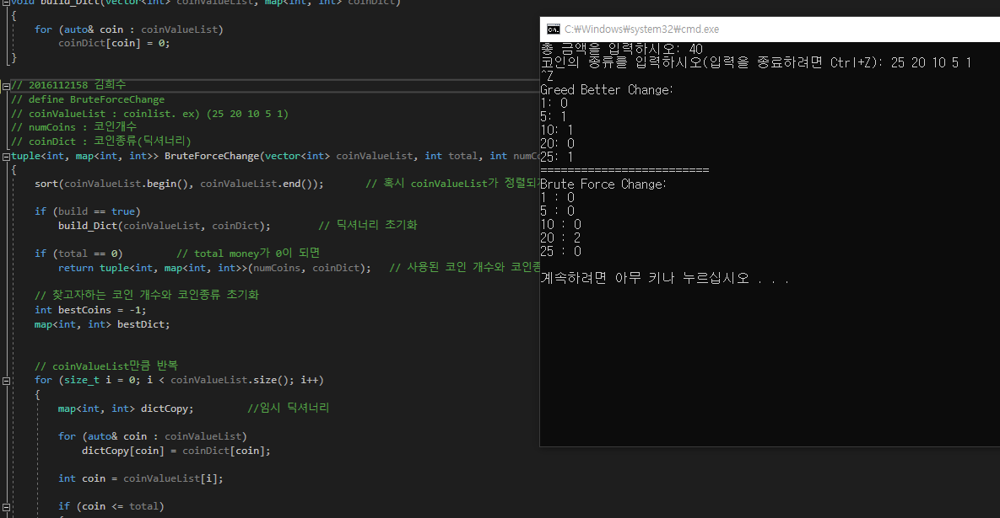 void build_Dict(vector<int> coinValueList, map<int, int> coinDict)
{
for (auto& coin : coinValueList)
coinDict[coin] = 0;
}
// 2016112158 김희수
// define BruteForceChange
// coinValueList : coinlist. ex) (25 20 10 5 1)
// numCoins : 코인개수
// coinDict : 코인종류(딕셔너리)
tuple<int, map<int, int>> BruteForceChange(vector<int> coinValueList, int total, int numCo
{
sort(coinValueList.begin(), coinValueList.end()); // 혹시 coinValueList가 정렬되지
if (build == true)
build_Dict(coinValueList, coinDict); // 딕셔너리 초기화
if (total == 0) // total money가 0이 되면
return tuple<int, map<int, int>>(numCoins, coinDict); // 사용된 코인 개수와 코인종
// 찾고자하는 코인 개수와 코인종류 초기화
int bestCoins = -1;
map<int, int> bestDict;
// coinValueList만큼 반복
for (size_t i = 0; i < coinValueList.size(); i++)
{
map<int, int> dictCopy; //임시 딕셔너리
for (auto& coin : coinValueList)
dictCopy[coin] = coinDict[coin];
int coin = coinValueList[i];
if (coin <= total)
C:\Windows\system32\cmd.exe
총 금액을 입력하시오: 40
코인의 종류를 입력하시오(입력을 종료하려면 Ctrl+Z): 25 20 10 5 1
^Z
Greed Better Change:
1: 0
5: 1
10: 1
20: 0
25: 1
=========================
Brute Force Change:
1 : 0
5 : 0
10 : 0
20 : 2
25 : 0
계속하려면 아무 키나 누르십시오 . . .